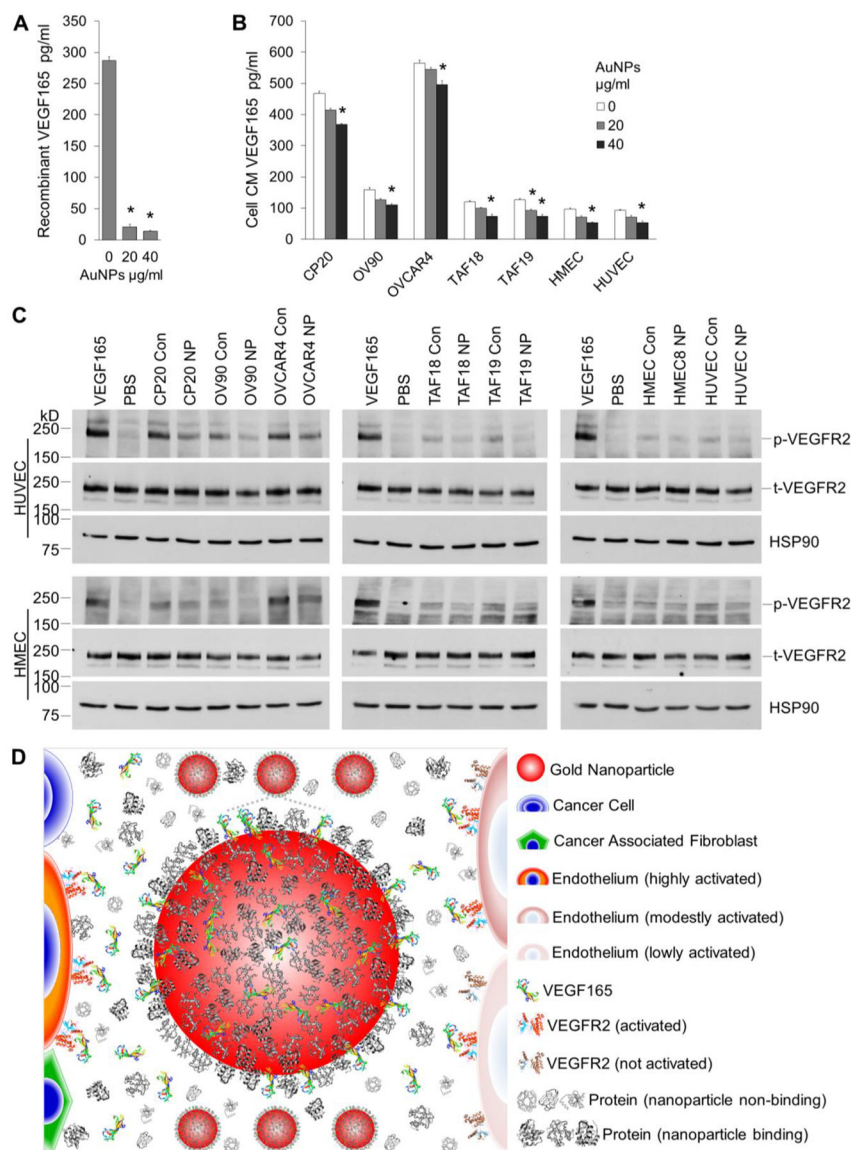 A
Recombinant VEGF165 pg/ml
350
300
250
200
150
100
50
0
* *
0 20 40
AuNPs µg/ml
B
Cell CM VEGF165 pg/ml
700
600
500
400
300
200
100
0
* * * * * * * *
CP20
OV90
OVCAR4
TAF18
TAF19
HMEC
HUVEC
AuNPs
µg/ml
0
20
40
C
VEGF165
PBS
CP20 Con
CP20 NP
OV90 Con
OV90 NP
OVCAR4 Con
OVCAR4 NP
VEGF165
PBS
TAF18 Con
TAF18 NP
TAF19 Con
TAF19 NP
VEGF165
PBS
HMEC Con
HMEC8 NP
HUVEC Con
HUVEC NP
kD
HUVEC
250
150
p-VEGFR2
250
150
t-VEGFR2
100
75
HSP90
HMEC
250
150
p-VEGFR2
250
150
t-VEGFR2
100
75
HSP90
D
Gold Nanoparticle
Cancer Cell
Cancer Associated Fibroblast
Endothelium (highly activated)
Endothelium (modestly activated)
Endothelium (lowly activated)
VEGF165
VEGFR2 (activated)
VEGFR2 (not activated)
Protein (nanoparticle non-binding)
Protein (nanoparticle binding)